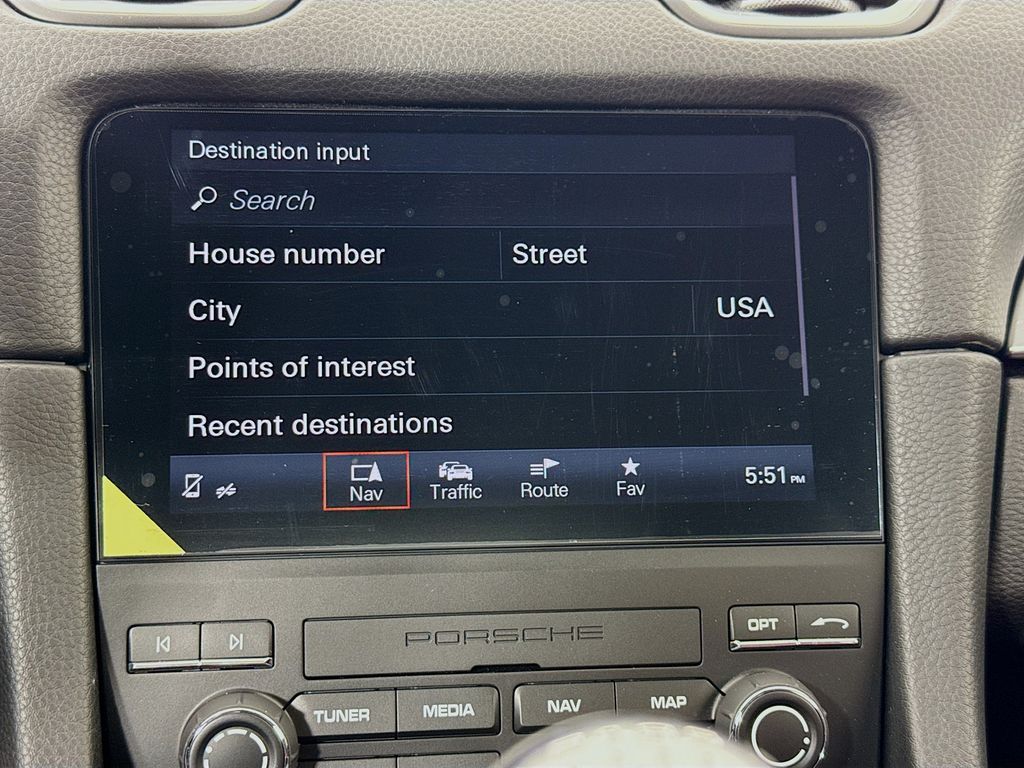 Destination input
Search
House number Street
City USA
Points of interest
Recent destinations
Nav Traffic Route Fav 5:51 PM
PORSCHE
OPT
TUNER MEDIA NAV MAP